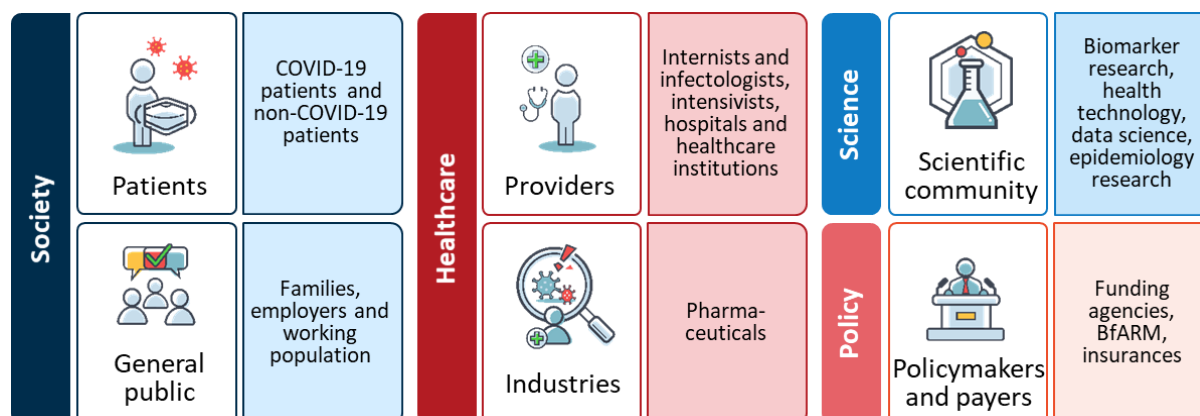 Society
Patients
COVID-19
patients and
non-COVID-19
patients
General
public
Families,
employers and
working
population
Healthcare
Providers
Internists and
infectologists,
intensivists,
hospitals and
healthcare
institutions
Industries
Pharma-
ceuticals
Science
Scientific
community
Biomarker
research,
health
technology,
data science,
epidemiology
research
Policy
Policymakers
and payers
Funding
agencies,
BfARM,
insurances